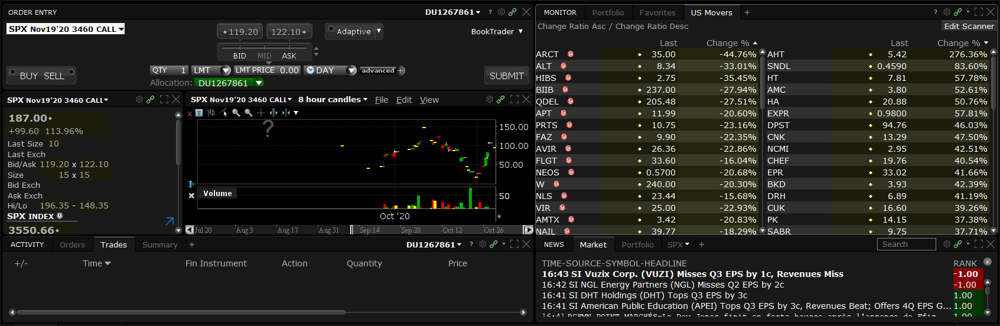 ORDER ENTRY DU1267861 ?
SPX Nov19'20 3460 CALL
119.20 122.10 Adaptive BookTrader
BID MID ASK
BUY SELL QTY 1 LMT LMT PRICE 0.00 DAY advanced + SUBMIT
Allocation: DU1267861
SPX Nov19'20 3460 CALL
187.00
+99.60 113.96%
Last Size 10
Last Exch
Bid/Ask 119.20 x 122.10
Size 15 x 15
Bid Exch
Ask Exch
Hi/Lo 196.35 - 148.35
SPX INDEX U
3550.66
SPX Nov19'20 3460 CALL 8 hour candles File Edit View
T
?
150.00
100.00
50.00
Volume
50
Oct '20
Jul 20 Aug 3 Aug 17 Aug 31 Sep 14 Sep 28 Oct 12 Oct 26
ACTIVITY Orders Trades Summary + DU1267861 ?
+/- Time Fin Instrument Action Quantity Price
MONITOR Portfolio Favorites US Movers + ?
Change Ratio Asc / Change Ratio Desc Edit Scanner
Last Change % Last Change %
ARCT 35.00 -44.76% AHT 5.42 276.36%
ALT 8.34 -33.01% SNDL 0.4590 83.60%
HIBS 2.75 -35.45% HT 7.81 57.78%
BIIB 237.00 -27.94% AMC 3.80 52.61%
QDEL 205.48 -27.51% HA 20.88 50.76%
APT 11.99 -20.60% EXPR 0.9800 57.81%
PRTS 10.75 -23.16% DPST 94.76 46.03%
FAZ 9.90 -22.35% CNK 13.29 47.50%
AVIR 26.36 -22.86% NCMI 2.95 42.51%
FLGT 33.60 -16.04% CHEF 19.76 40.54%
NEOS 0.5700 -20.68% EPR 33.02 41.66%
W 240.00 -20.30% BKD 3.93 42.39%
NLS 23.44 -15.68% DRH 6.89 41.19%
VIR 25.00 -22.93% CUK 16.60 39.26%
AMTX 3.42 -20.83% PK 14.15 37.38%
NAIL 39.77 -18.29% SABR 9.75 37.71%
NEWS Market Portfolio SPX + Search
TIME-SOURCE-SYMBOL-HEADLINE RANK
16:43 SI Vuzix Corp. (VUZI) Misses Q3 EPS by 1c, Revenues Miss -1.00
16:42 SI NGL Energy Partners (NGL) Misses Q2 EPS by 2c -1.00
16:41 SI DHT Holdings (DHT) Tops Q3 EPS by 3c 1.00
16:41 SI American Public Education (APEI) Tops Q3 EPS by 3c, Revenues Beat; Offers 4Q EPS G... 1.00